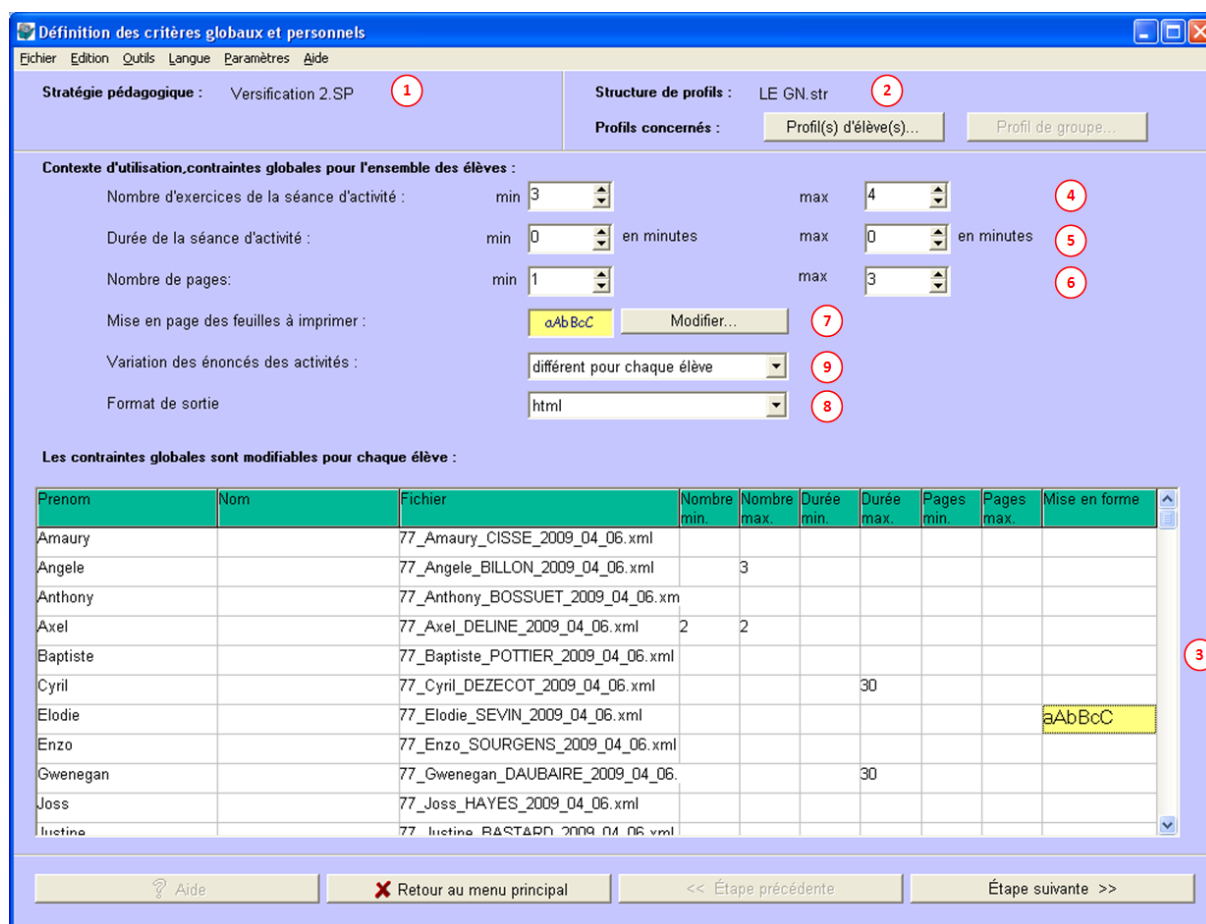 Définition des critères globaux et personnels
Fichier Edition Outils Langue Paramètres Aide
Stratégie pédagogique : Versification 2.SP 1
Structure de profils : LE GN.str 2
Profils concernés : Profil(s) d'élève(s)... Profil de groupe...
Contexte d'utilisation,contraintes globales pour l'ensemble des élèves :
Nombre d'exercices de la séance d'activité : min 3 max 4 4
Durée de la séance d'activité : min 0 en minutes max 0 en minutes 5
Nombre de pages: min 1 max 3 6
Mise en page des feuilles à imprimer : aAbBcC Modifier... 7
Variation des énoncés des activités : différent pour chaque élève 9
Format de sortie html 8
Les contraintes globales sont modifiables pour chaque élève :
Prenom Nom Fichier Nombre min. Nombre max. Durée min. Durée max. Pages min. Pages max. Mise en forme
Amaury 77_Amaury_CISSE_2009_04_06.xml
Angele 77_Angele_BILLON_2009_04_06.xml 3
Anthony 77_Anthony_BOSSUET_2009_04_06.xm
Axel 77_Axel_DELINE_2009_04_06.xml 2 2
Baptiste 77_Baptiste_POTTIER_2009_04_06.xml 3
Cyril 77_Cyril_DEZECOT_2009_04_06.xml 30
Elodie 77_Elodie_SEVIN_2009_04_06.xml aAbBcC
Enzo 77_Enzo_SOURGENS_2009_04_06.xml
Gwenegan 77_Gwenegan_DAUBAIRE_2009_04_06. 30
Joss 77_Joss_HAYES_2009_04_06.xml
Justine 77_Justine_BASTARD_2009_04_06.xml
? Aide Retour au menu principal << Étape précédente Étape suivante >>